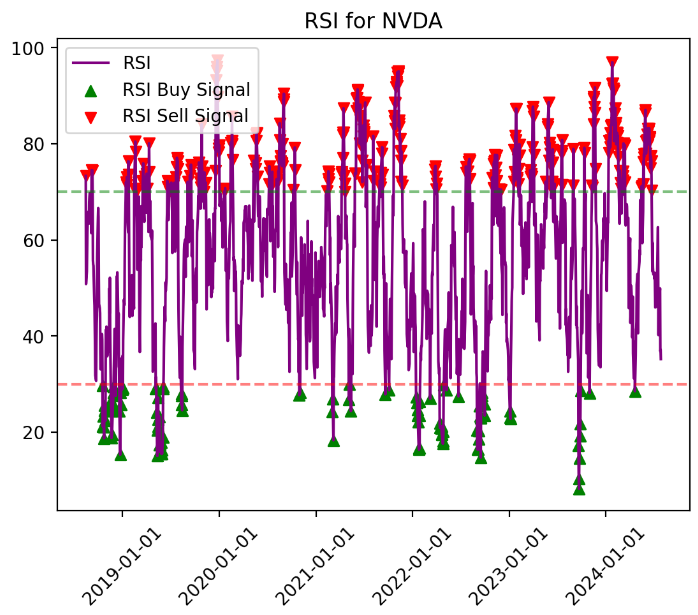 RSI for NVDA
100
80
60
40
20
RSI
RSI Buy Signal
RSI Sell Signal
2019-01-01
2020-01-01
2021-01-01
2022-01-01
2023-01-01
2024-01-01